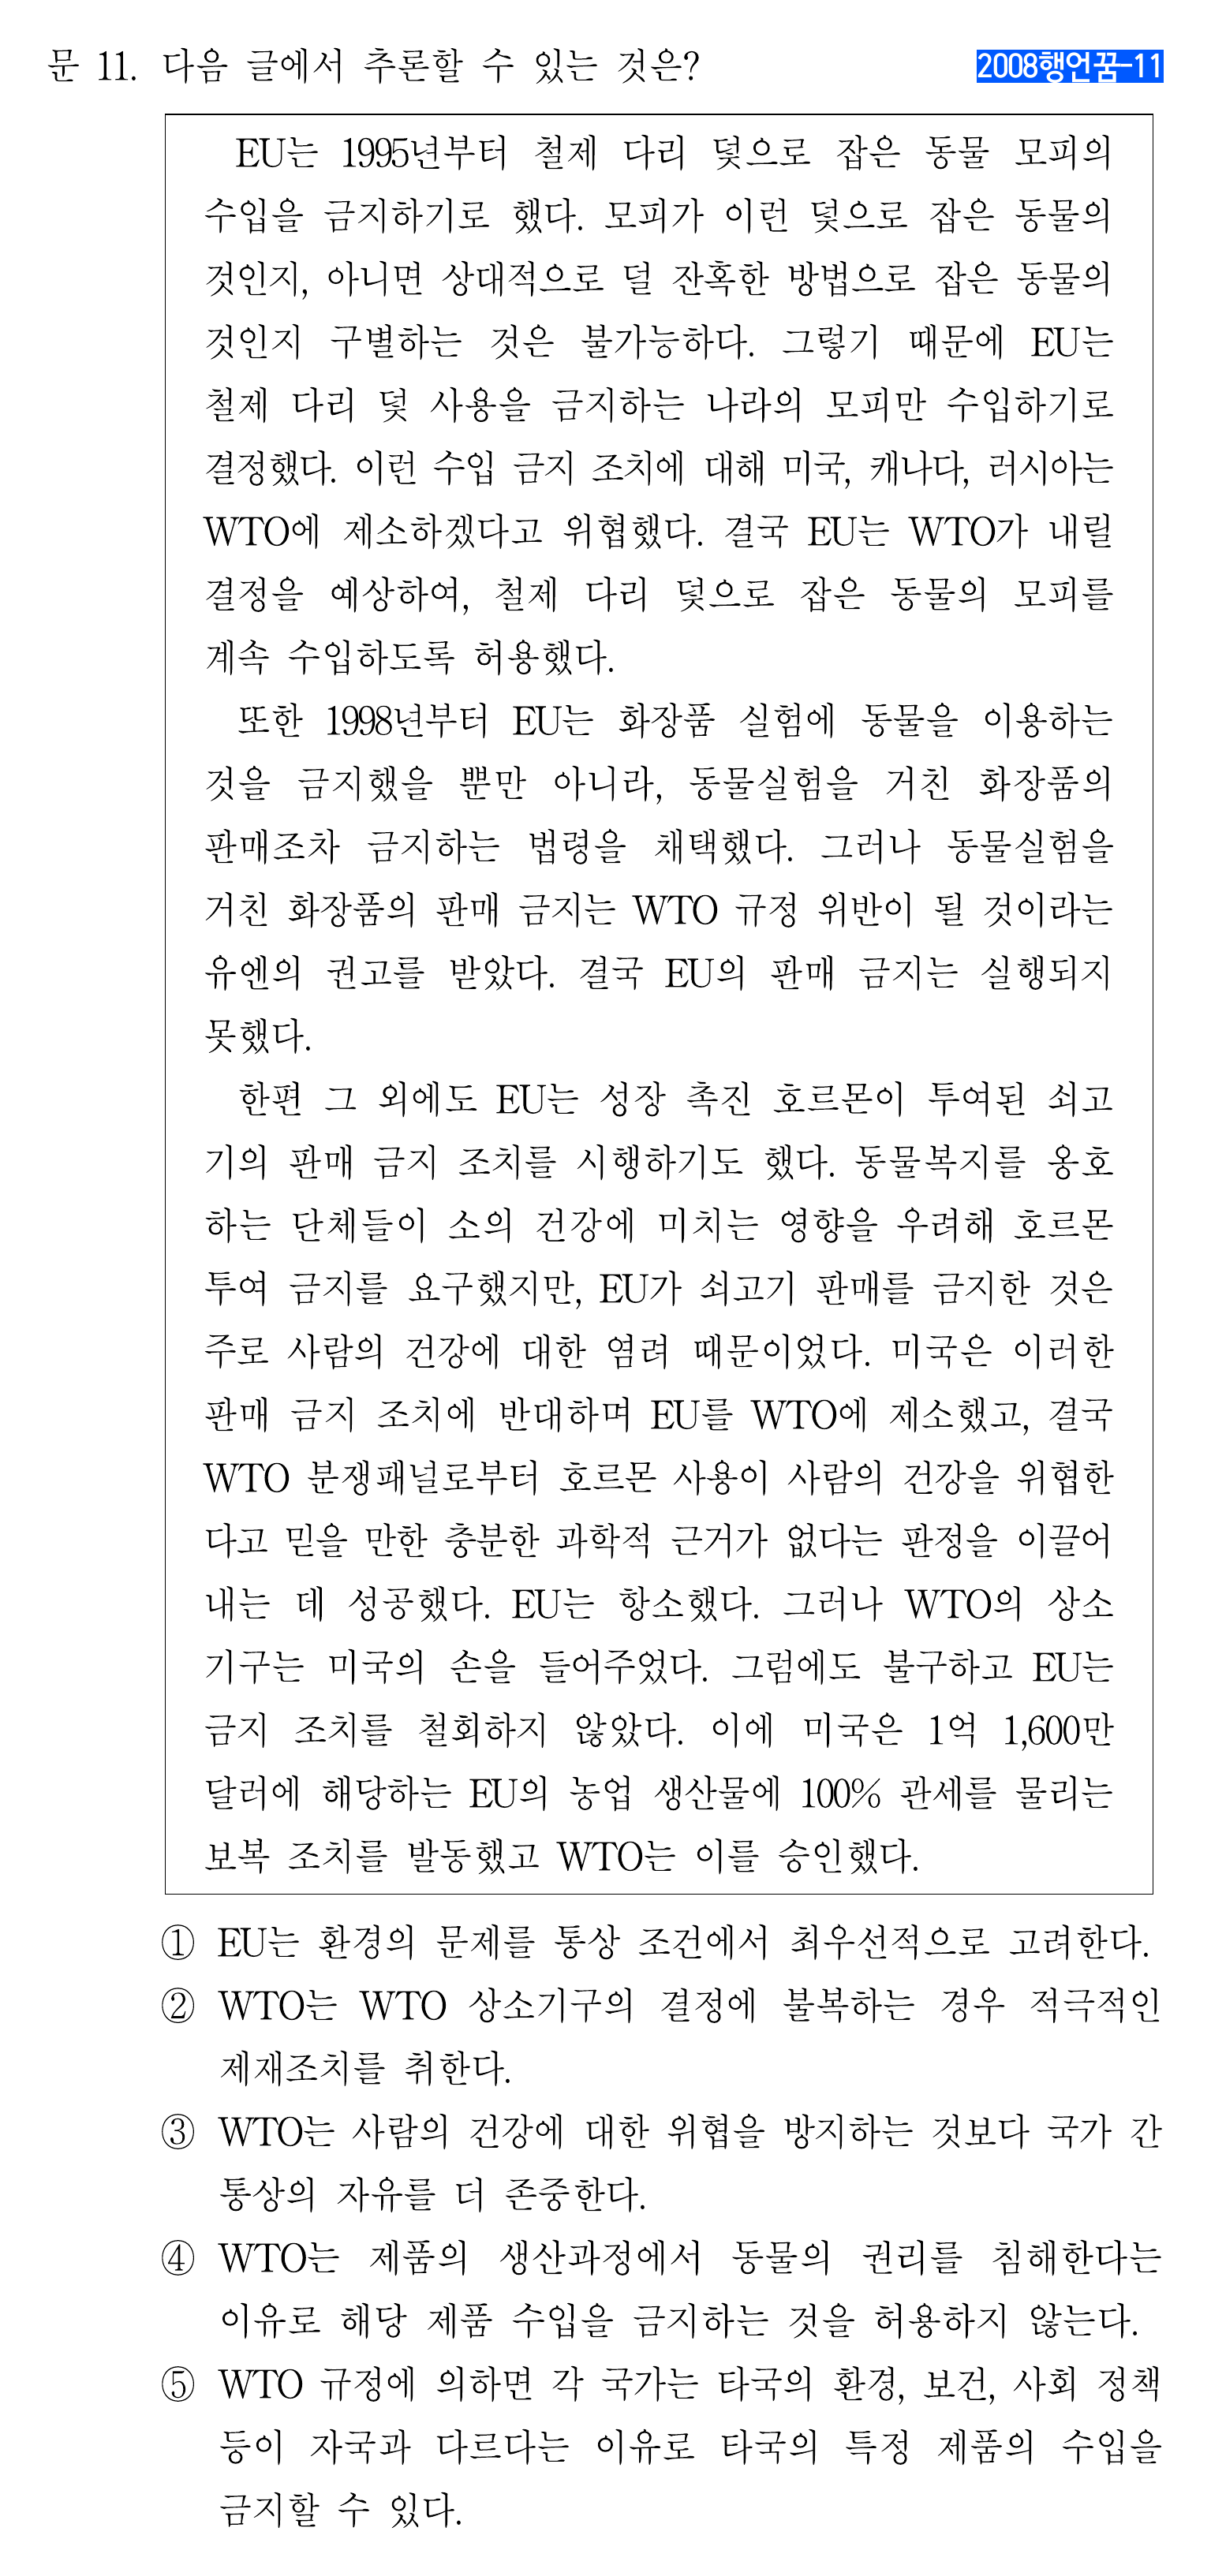 문 11. 다음 글에서 추론할 수 있는 것은?
2008행언꿈-11
EU는 1995년부터 철제 다리 덫으로 잡은 동물 모피의
수입을 금지하기로 했다. 모피가 이런 덫으로 잡은 동물의
것인지, 아니면 상대적으로 덜 잔혹한 방법으로 잡은 동물의
것인지 구별하는 것은 불가능하다. 그렇기 때문에 EU는
철제 다리 덫 사용을 금지하는 나라의 모피만 수입하기로
결정했다. 이런 수입 금지 조치에 대해 미국, 캐나다, 러시아는
WTO에 제소하겠다고 위협했다. 결국 EU는 WTO가 내릴
결정을 예상하여, 철제 다리 덫으로 잡은 동물의 모피를
계속 수입하도록 허용했다.
또한 1998년부터 EU는 화장품 실험에 동물을 이용하는
것을 금지했을 뿐만 아니라, 동물실험을 거친 화장품의
판매조차 금지하는 법령을 채택했다. 그러나 동물실험을
거친 화장품의 판매 금지는 WTO 규정 위반이 될 것이라는
유엔의 권고를 받았다. 결국 EU의 판매 금지는 실행되지
못했다.
한편 그 외에도 EU는 성장 촉진 호르몬이 투여된 쇠고
기의 판매 금지 조치를 시행하기도 했다. 동물복지를 옹호
하는 단체들이 소의 건강에 미치는 영향을 우려해 호르몬
투여 금지를 요구했지만, EU가 쇠고기 판매를 금지한 것은
주로 사람의 건강에 대한 염려 때문이었다. 미국은 이러한
판매 금지 조치에 반대하며 EU를 WTO에 제소했고, 결국
WTO 분쟁패널로부터 호르몬 사용이 사람의 건강을 위협한
다고 믿을 만한 충분한 과학적 근거가 없다는 판정을 이끌어
내는 데 성공했다. EU는 항소했다. 그러나 WTO의 상소
기구는 미국의 손을 들어주었다. 그럼에도 불구하고 EU는
금지 조치를 철회하지 않았다. 이에 미국은 1억 1,600만
달러에 해당하는 EU의 농업 생산물에 100% 관세를 물리는
보복 조치를 발동했고 WTO는 이를 승인했다.
① EU는 환경의 문제를 통상 조건에서 최우선적으로 고려한다.
② WTO는 WTO 상소기구의 결정에 불복하는 경우 적극적인
제재조치를 취한다.
③ WTO는 사람의 건강에 대한 위협을 방지하는 것보다 국가 간
통상의 자유를 더 존중한다.
④ WTO는 제품의 생산과정에서 동물의 권리를 침해한다는
이유로 해당 제품 수입을 금지하는 것을 허용하지 않는다.
⑤ WTO 규정에 의하면 각 국가는 타국의 환경, 보건, 사회 정책
등이 자국과 다르다는 이유로 타국의 특정 제품의 수입을
금지할 수 있다.